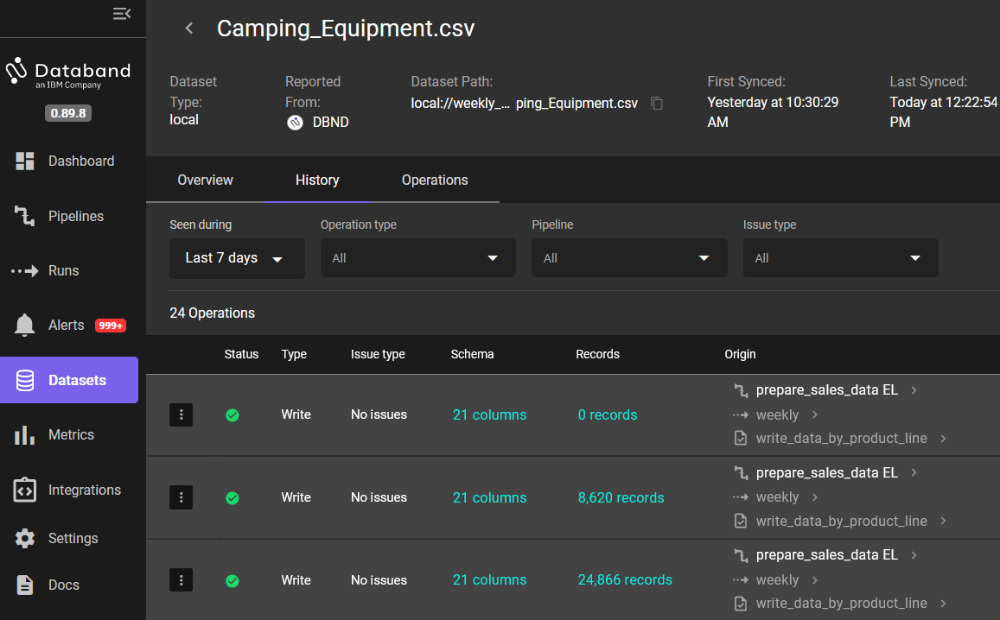 Camping_Equipment.csv
Databand
an IBM Company
0.89.8
Dashboard
Pipelines
Runs
Alerts 999+
Datasets
Metrics
Integrations
Settings
Docs
Dataset Type:
local
Reported From:
DBND
Dataset Path:
local://weekly_… ping_Equipment.csv
First Synced:
Yesterday at 10:30:29 AM
Last Synced:
Today at 12:22:54 PM
Overview History Operations
Seen during Operation type Pipeline Issue type
Last 7 days All All All
24 Operations
Status Type Issue type Schema Records Origin
Write No issues 21 columns 0 records
prepare_sales_data EL
weekly
write_data_by_product_line
Write No issues 21 columns 8,620 records
prepare_sales_data EL
weekly
write_data_by_product_line
Write No issues 21 columns 24,866 records
prepare_sales_data EL
weekly
write_data_by_product_line